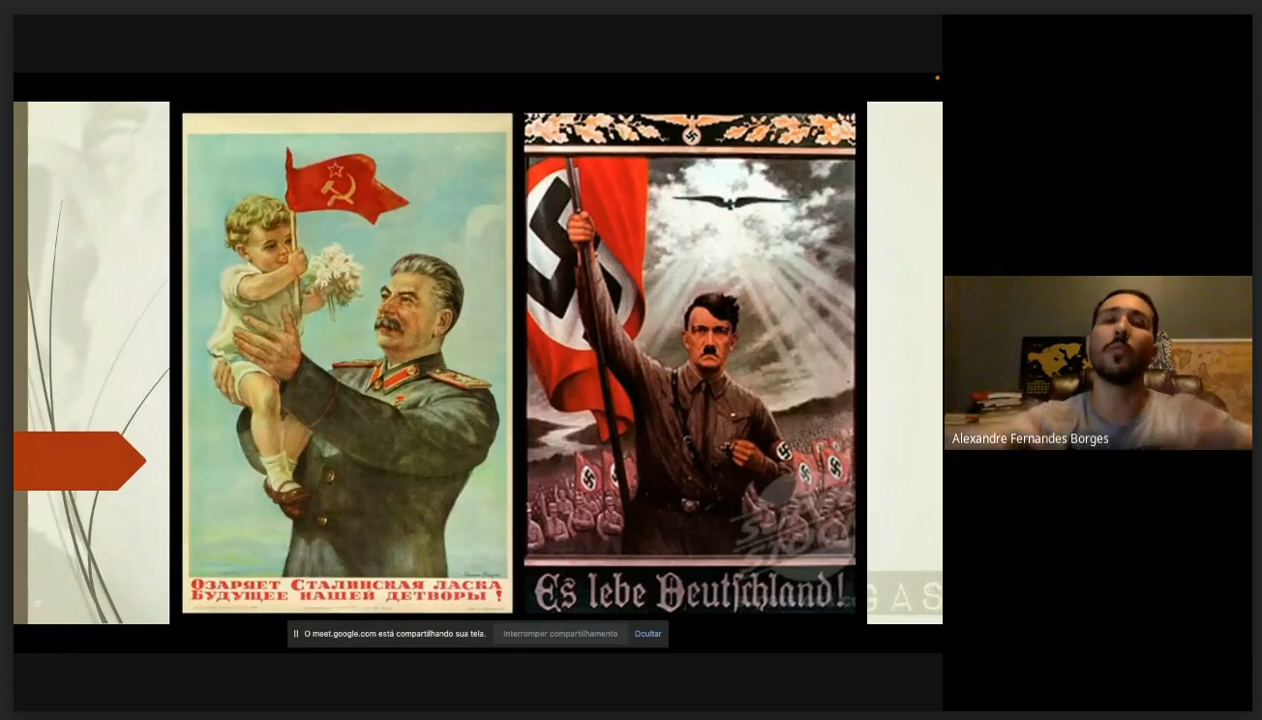 ОЗАРЯЕТ СТАЛИНСКАЯ ЛАСКА
БУДУЩЕЕ НАШЕЙ ДЕТВОРЫ !
Es lebe Deutſchland!
GAS
O meet.google.com está compartilhando sua tela.
Interromper compartilhamento
Ocultar
Alexandre Fernandes Borges